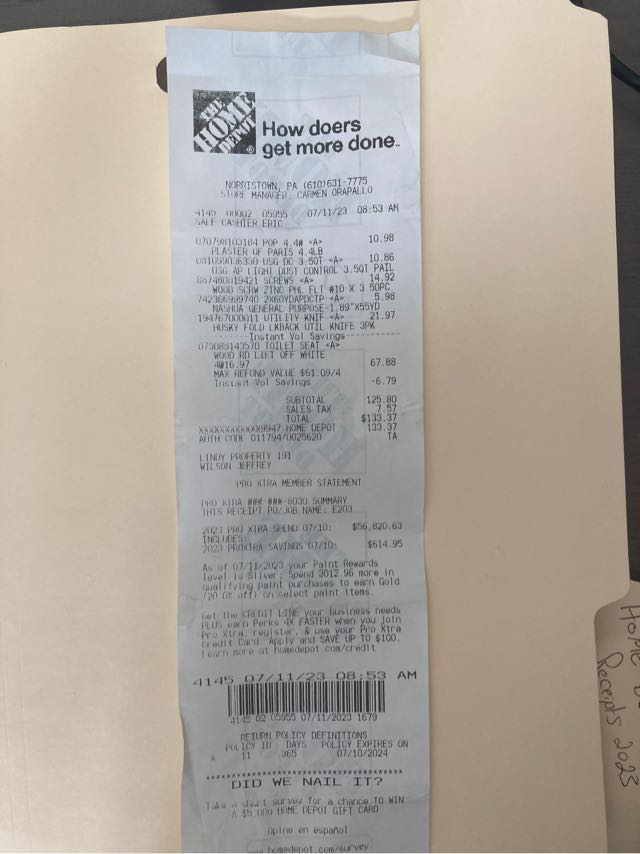 THE HOME DEPOT
How doers
get more done..
NORRISTOWN, PA (610)631-7775
STORE MANAGER: CARMEN ORAPALLO
4145 00002 05955 07/11/23 08:53 AM
SALE CASHIER ERIC
070798103184 POP 4.4# <A> 10.98
PLASTER OF PARIS 4.4LB
081099036350 USG DC 3.5QT <A> 10.86
USG AP LIGHT DUST CONTROL 3.5QT PAIL
887480019421 SCREWS <A> 14.92
WOOD SCRW ZINC PHL FLT #10 X 3 50PC
742366999740 2X60YDAPDCTP <A> 5.98
NASHUA GENERAL PURPOSE-1.89"X55YD
194767000011 UTILITY KNIF <A> 21.97
HUSKY FOLD LKBACK UTIL KNIFE 3PK
Instant Vol Savings
073088143570 TOILET SEAT <A>
WOOD RD LIFT OFF WHITE
4@16.97 67.88
MAX REFUND VALUE $61.09/4
Instant Vol Savings -6.79
SUBTOTAL 125.80
SALES TAX 7.57
TOTAL $133.37
XXXXXXXXXXXX9947 HOME DEPOT 133.37
AUTH CODE 011794/0025620 TA
LINDY PROPERTY 191
WILSON JEFFREY
PRO XTRA MEMBER STATEMENT
PRO XTRA ###-###-8030 SUMMARY
THIS RECEIPT PO/JOB NAME: E203
2023 PRO XTRA SPEND 07/10: $56,820.63
INCLUDES:
2023 PROXTRA SAVINGS 07/10: $614.95
As of 07/11/2023 your Paint Rewards
level is Silver; Spend 3012.96 more in
qualifying paint purchases to earn Gold
(20.0% off) on select paint items.
Get the CREDIT LINE your business needs
PLUS earn Perks 4X FASTER when you join
Pro Xtra, register, & use your Pro Xtra
Credit Card. Apply and SAVE UP TO $100.
Learn more at homedepot.com/credit
4145 07/11/23 08:53 AM
4145 02 05955 07/11/2023 1679
RETURN POLICY DEFINITIONS
POLICY ID DAYS POLICY EXPIRES ON
A 11 365 07/10/2024
DID WE NAIL IT?
Take a short survey for a chance TO WIN
A $5,000 HOME DEPOT GIFT CARD
Opine en español
www.homedepot.com/survey
Receipts 2023